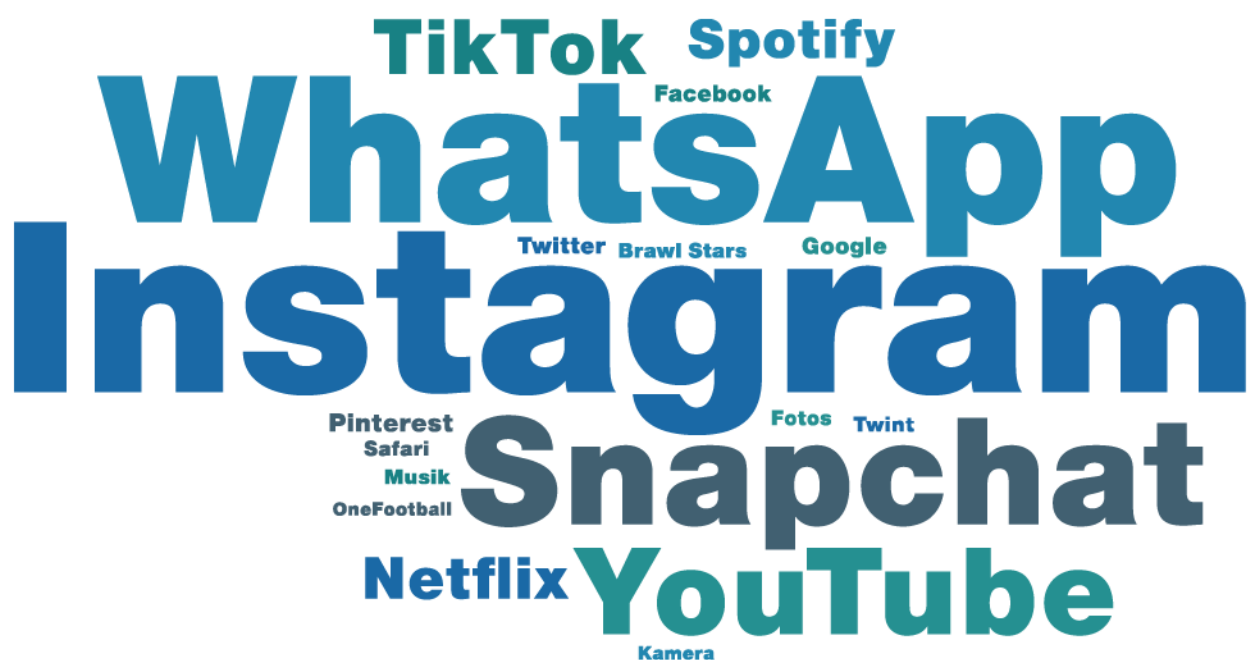 TikTok
Spotify
Facebook
WhatsApp
Twitter
Brawl Stars
Google
Instagram
Pinterest
Fotos
Twint
Safari
Snapchat
Musik
OneFootball
Netflix
YouTube
Kamera